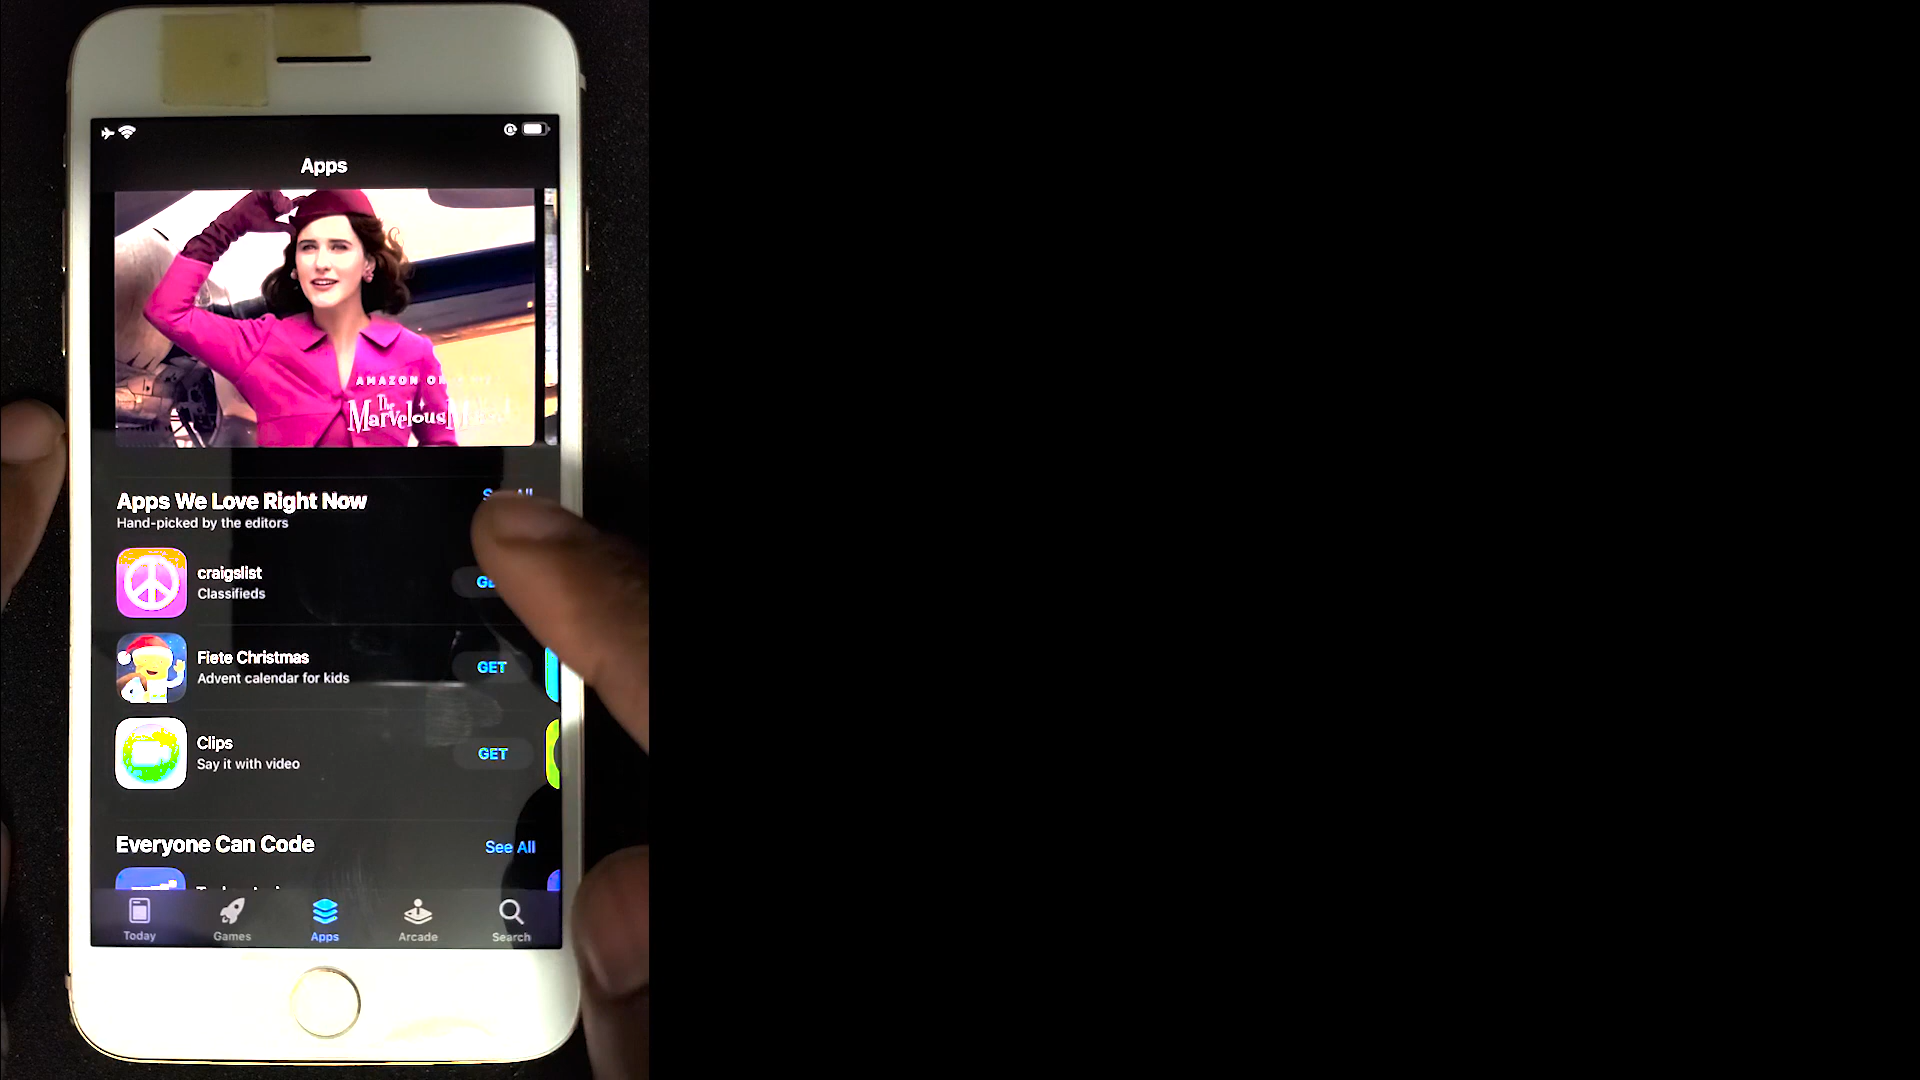 Apps
AMAZON
The
Marvelous
Apps We Love Right Now
See All
Hand-picked by the editors
craigslist
Classifieds
Fiete Christmas
Advent calendar for kids
GET
Clips
Say it with video
GET
Everyone Can Code
See All
Today
Games
Apps
Arcade
Search